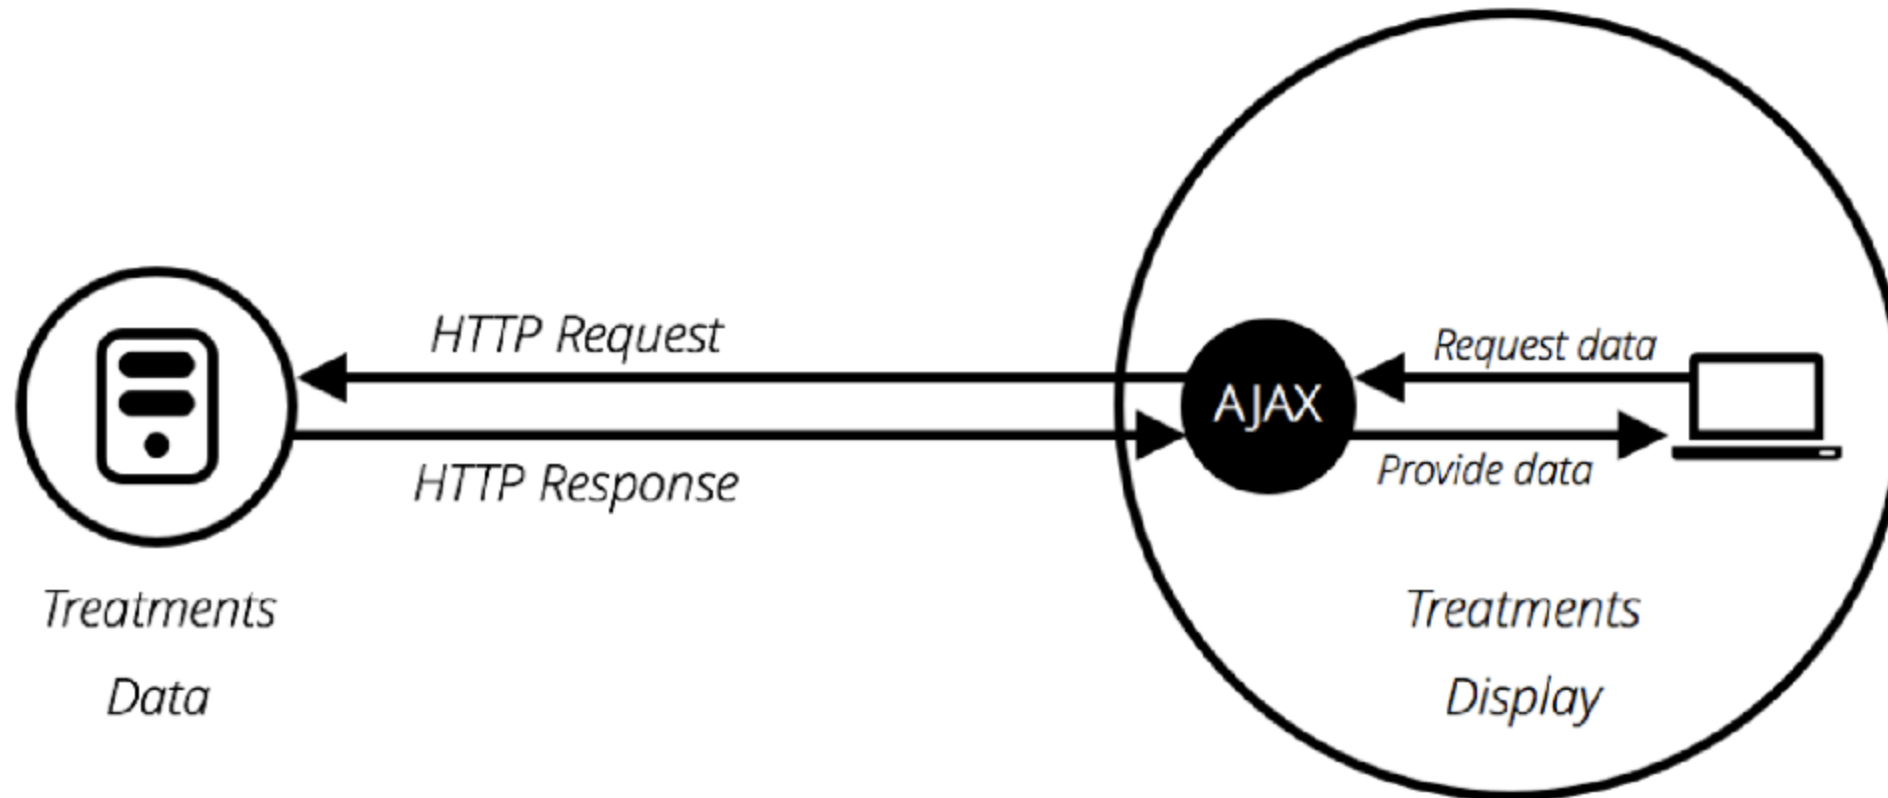 HTTP Request
HTTP Response
AJAX
Request data
Provide data
Treatments
Data
Treatments
Display